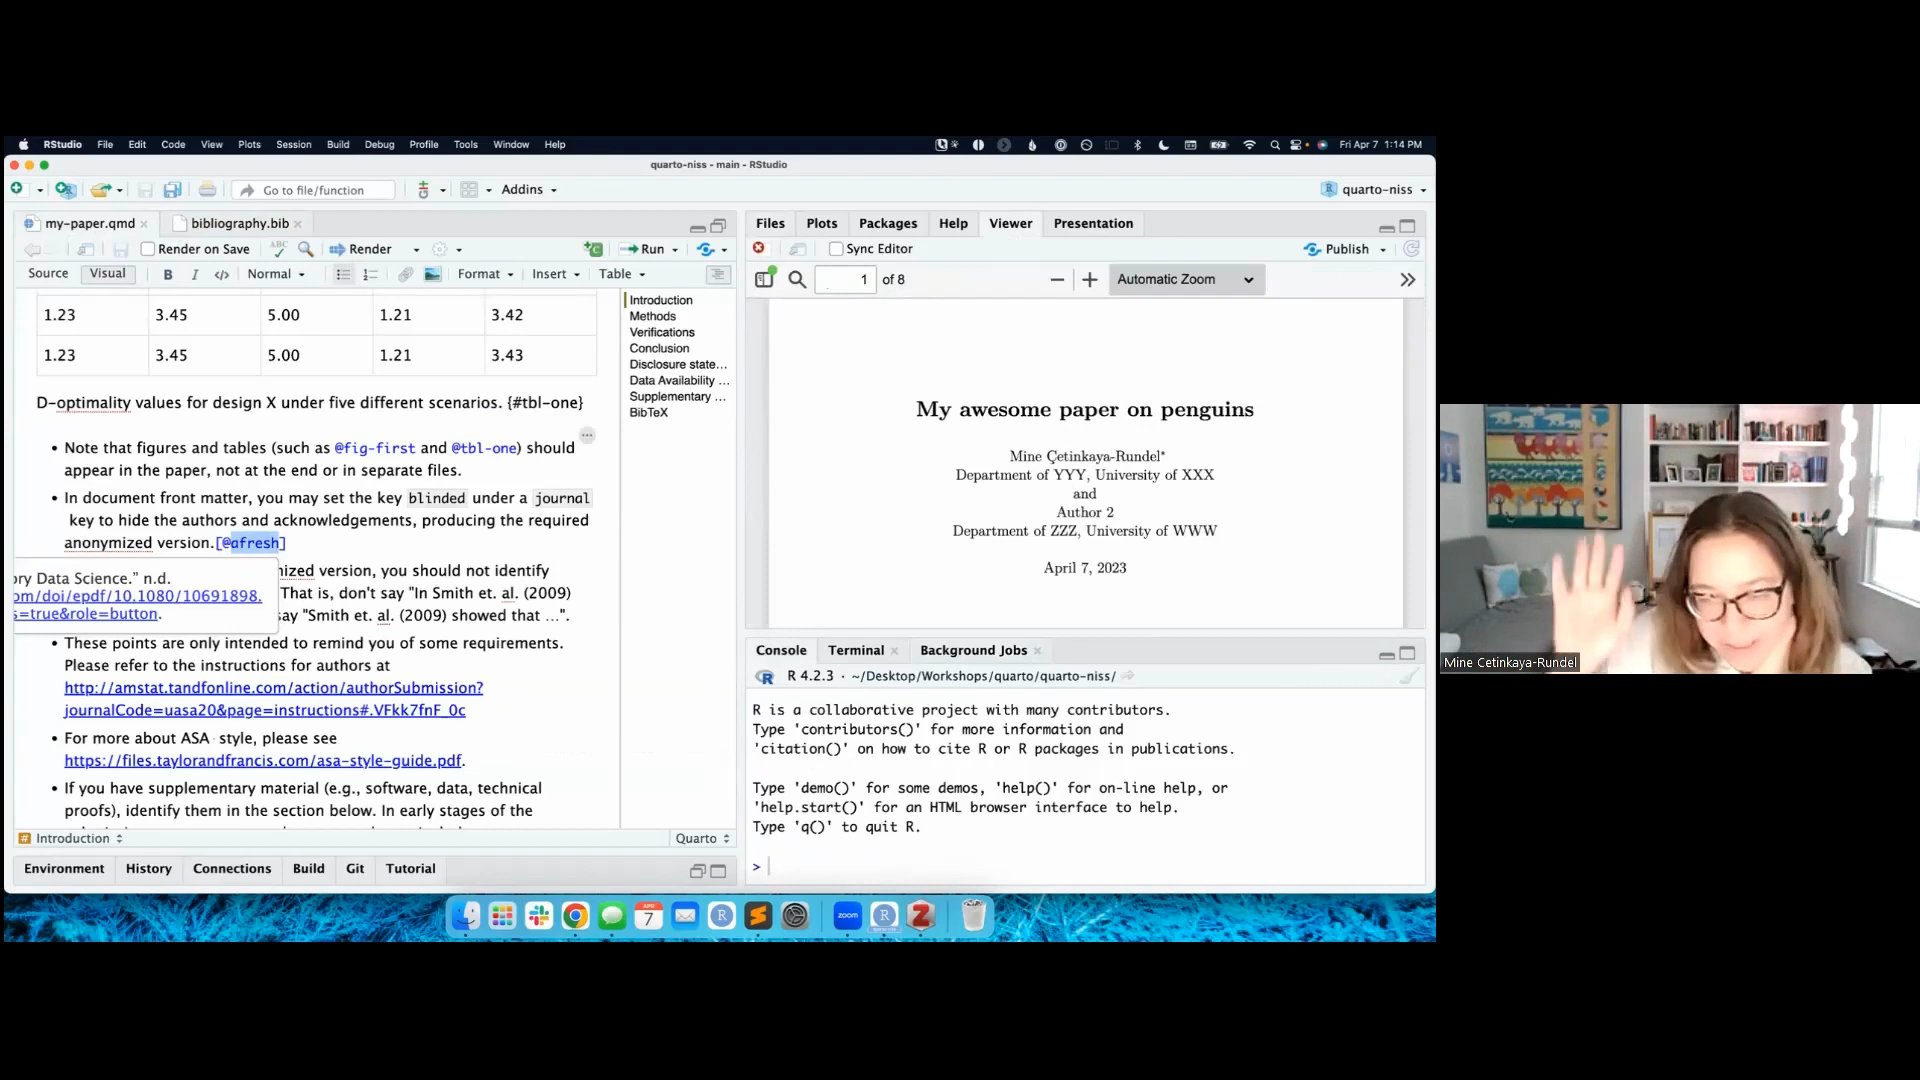 RStudio File Edit Code View Plots Session Build Debug Profile Tools Window Help Fri Apr 7 1:14 PM
quarto-niss - main - RStudio
Go to file/function Addins quarto-niss
my-paper.qmd bibliography.bib
Render on Save ABC Render Run
Source Visual B I </> Normal Format Insert Table
1.23 3.45 5.00 1.21 3.42
1.23 3.45 5.00 1.21 3.43
D-optimality values for design X under five different scenarios. {#tbl-one}
• Note that figures and tables (such as @fig-first and @tbl-one) should
appear in the paper, not at the end or in separate files.
• In document front matter, you may set the key blinded under a journal
key to hide the authors and acknowledgements, producing the required
anonymized version.[@afresh]
ory Data Science." n.d.
om/doi/epdf/10.1080/10691898.
s=true&role=button.
nized version, you should not identify
That is, don't say "In Smith et. al. (2009)
say "Smith et. al. (2009) showed that ...".
• These points are only intended to remind you of some requirements.
Please refer to the instructions for authors at
http://amstat.tandfonline.com/action/authorSubmission?
journalCode=uasa20&page=instructions#.VFkk7fnF_0c
• For more about ASA style, please see
https://files.taylorandfrancis.com/asa-style-guide.pdf.
• If you have supplementary material (e.g., software, data, technical
proofs), identify them in the section below. In early stages of the
Introduction
Methods
Verifications
Conclusion
Disclosure state...
Data Availability ...
Supplementary ...
BibTeX
Introduction Quarto
Environment History Connections Build Git Tutorial
Files Plots Packages Help Viewer Presentation
Sync Editor Publish
1 of 8 Automatic Zoom
My awesome paper on penguins
Mine Çetinkaya-Rundel*
Department of YYY, University of XXX
and
Author 2
Department of ZZZ, University of WWW
April 7, 2023
Console Terminal Background Jobs
R 4.2.3 · ~/Desktop/Workshops/quarto/quarto-niss/
R is a collaborative project with many contributors.
Type 'contributors()' for more information and
'citation()' on how to cite R or R packages in publications.
Type 'demo()' for some demos, 'help()' for on-line help, or
'help.start()' for an HTML browser interface to help.
Type 'q()' to quit R.
>
APR
7
zoom
Mine Cetinkaya-Rundel